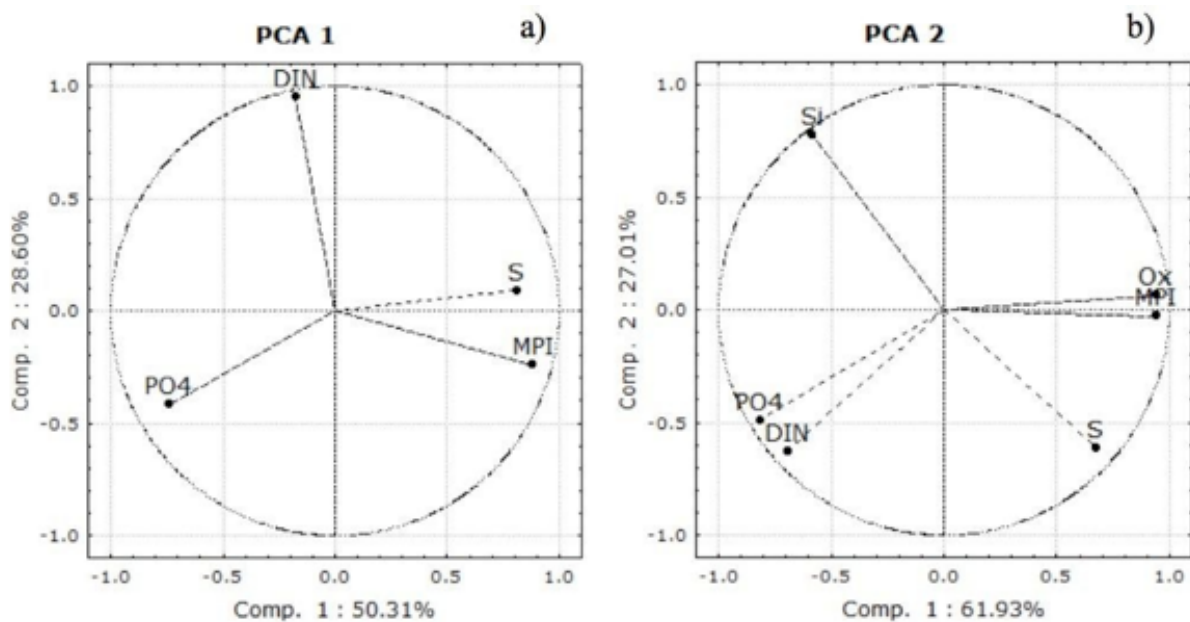 PCA 1
a)
DIN
1.0
0.5
S
0.0
MPI
PO4
-0.5
-1.0
-1.0 -0.5 0.0 0.5 1.0
Comp. 1 : 50.31%
Comp. 2 : 28.60%
PCA 2
b)
1.0
Si
0.5
Ox
0.0
MPI
PO4
-0.5
DIN
S
-1.0
-1.0 -0.5 0.0 0.5 1.0
Comp. 1 : 61.93%
Comp. 2 : 27.01%